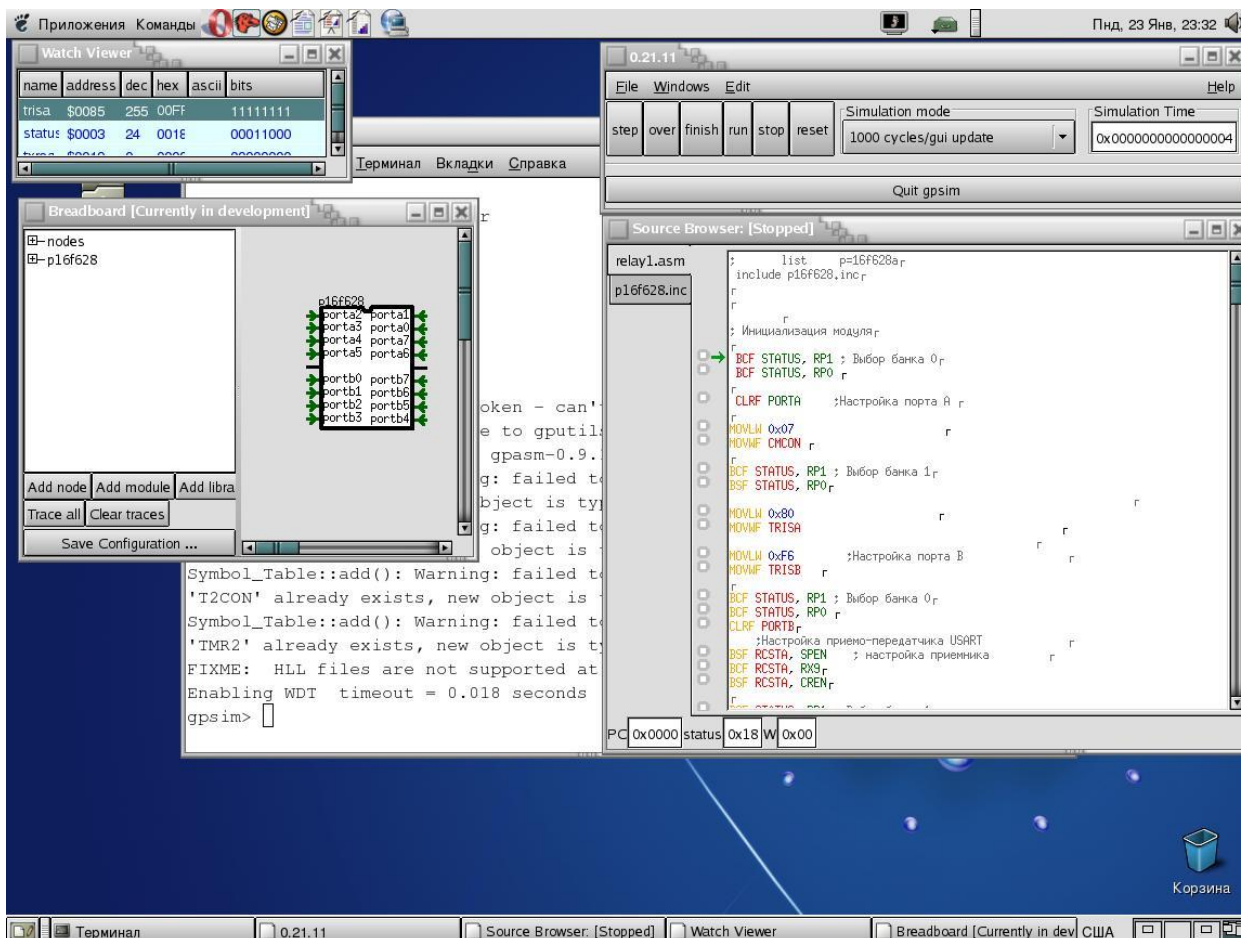 Приложения Команды
Пнд, 23 Янв, 23:32
Watch Viewer
name address dec hex ascii bits
trisa $0085 255 00FF 11111111
status $0003 24 0018 00011000
0.21.11
File Windows Edit Help
step over finish run stop reset
Simulation mode
1000 cycles/gui update
Simulation Time
0x0000000000000004
Quit gpsim
Терминал Вкладки Справка
Breadboard [Currently in development]
nodes
p16f628
p16f628
porta2 porta1
porta3 porta0
porta4 porta7
porta5 porta6
portb0 portb7
portb1 portb6
portb2 portb5
portb3 portb4
Add node Add module Add libra
Trace all Clear traces
Save Configuration ...
r
oken - can'
e to gputil
gpasm-0.9.
g: failed to
bject is ty
g: failed to
object is
Symbol_Table::add(): Warning: failed to
'T2CON' already exists, new object is
Symbol_Table::add(): Warning: failed to
'TMR2' already exists, new object is ty
FIXME: HLL files are not supported at
Enabling WDT timeout = 0.018 seconds
gpsim>
Source Browser: [Stopped]
relay1.asm
p16f628.inc
; list p=16f628a
include p16f628.inc
; Инициализация модуля
BCF STATUS, RP1 ; Выбор банка 0
BCF STATUS, RP0
CLRF PORTA ;Настройка порта A
MOVLW 0x07
MOVWF CMCON
BCF STATUS, RP1 ; Выбор банка 1
BSF STATUS, RP0
MOVLW 0x80
MOVWF TRISA
MOVLW 0xF6 ;Настройка порта B
MOVWF TRISB
BCF STATUS, RP1 ; Выбор банка 0
BCF STATUS, RP0
CLRF PORTB
;Настройка приемо-передатчика USART
BSF RCSTA, SPEN ; настройка приемника
BCF RCSTA, RX9
BSF RCSTA, CREN
PC 0x0000 status 0x18 W 0x00
Корзина
Терминал
0.21.11
Source Browser: [Stopped]
Watch Viewer
Breadboard [Currently in dev
США